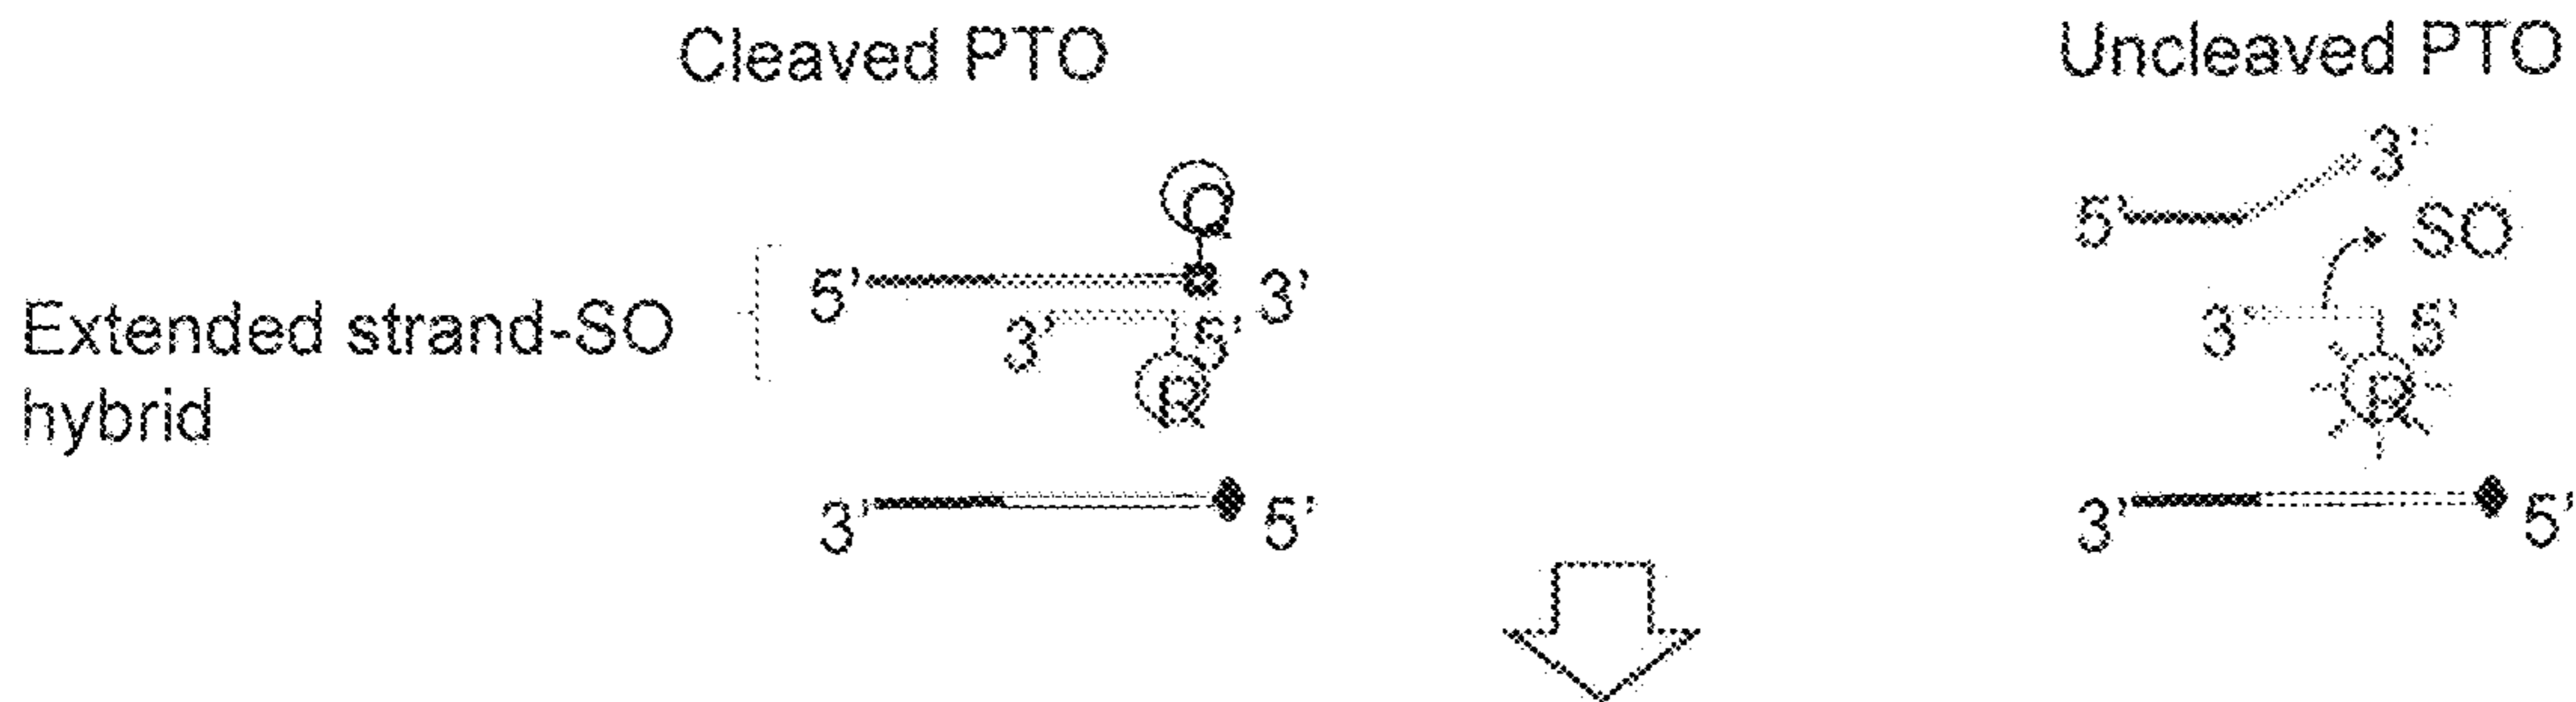 Cleaved PTO
Uncleaved PTO
Q
5'
3'
3'
5'
R
Extended strand-SO
hybrid
3'
5'
3'
5'
SO
3'
5'
R
3'
5'